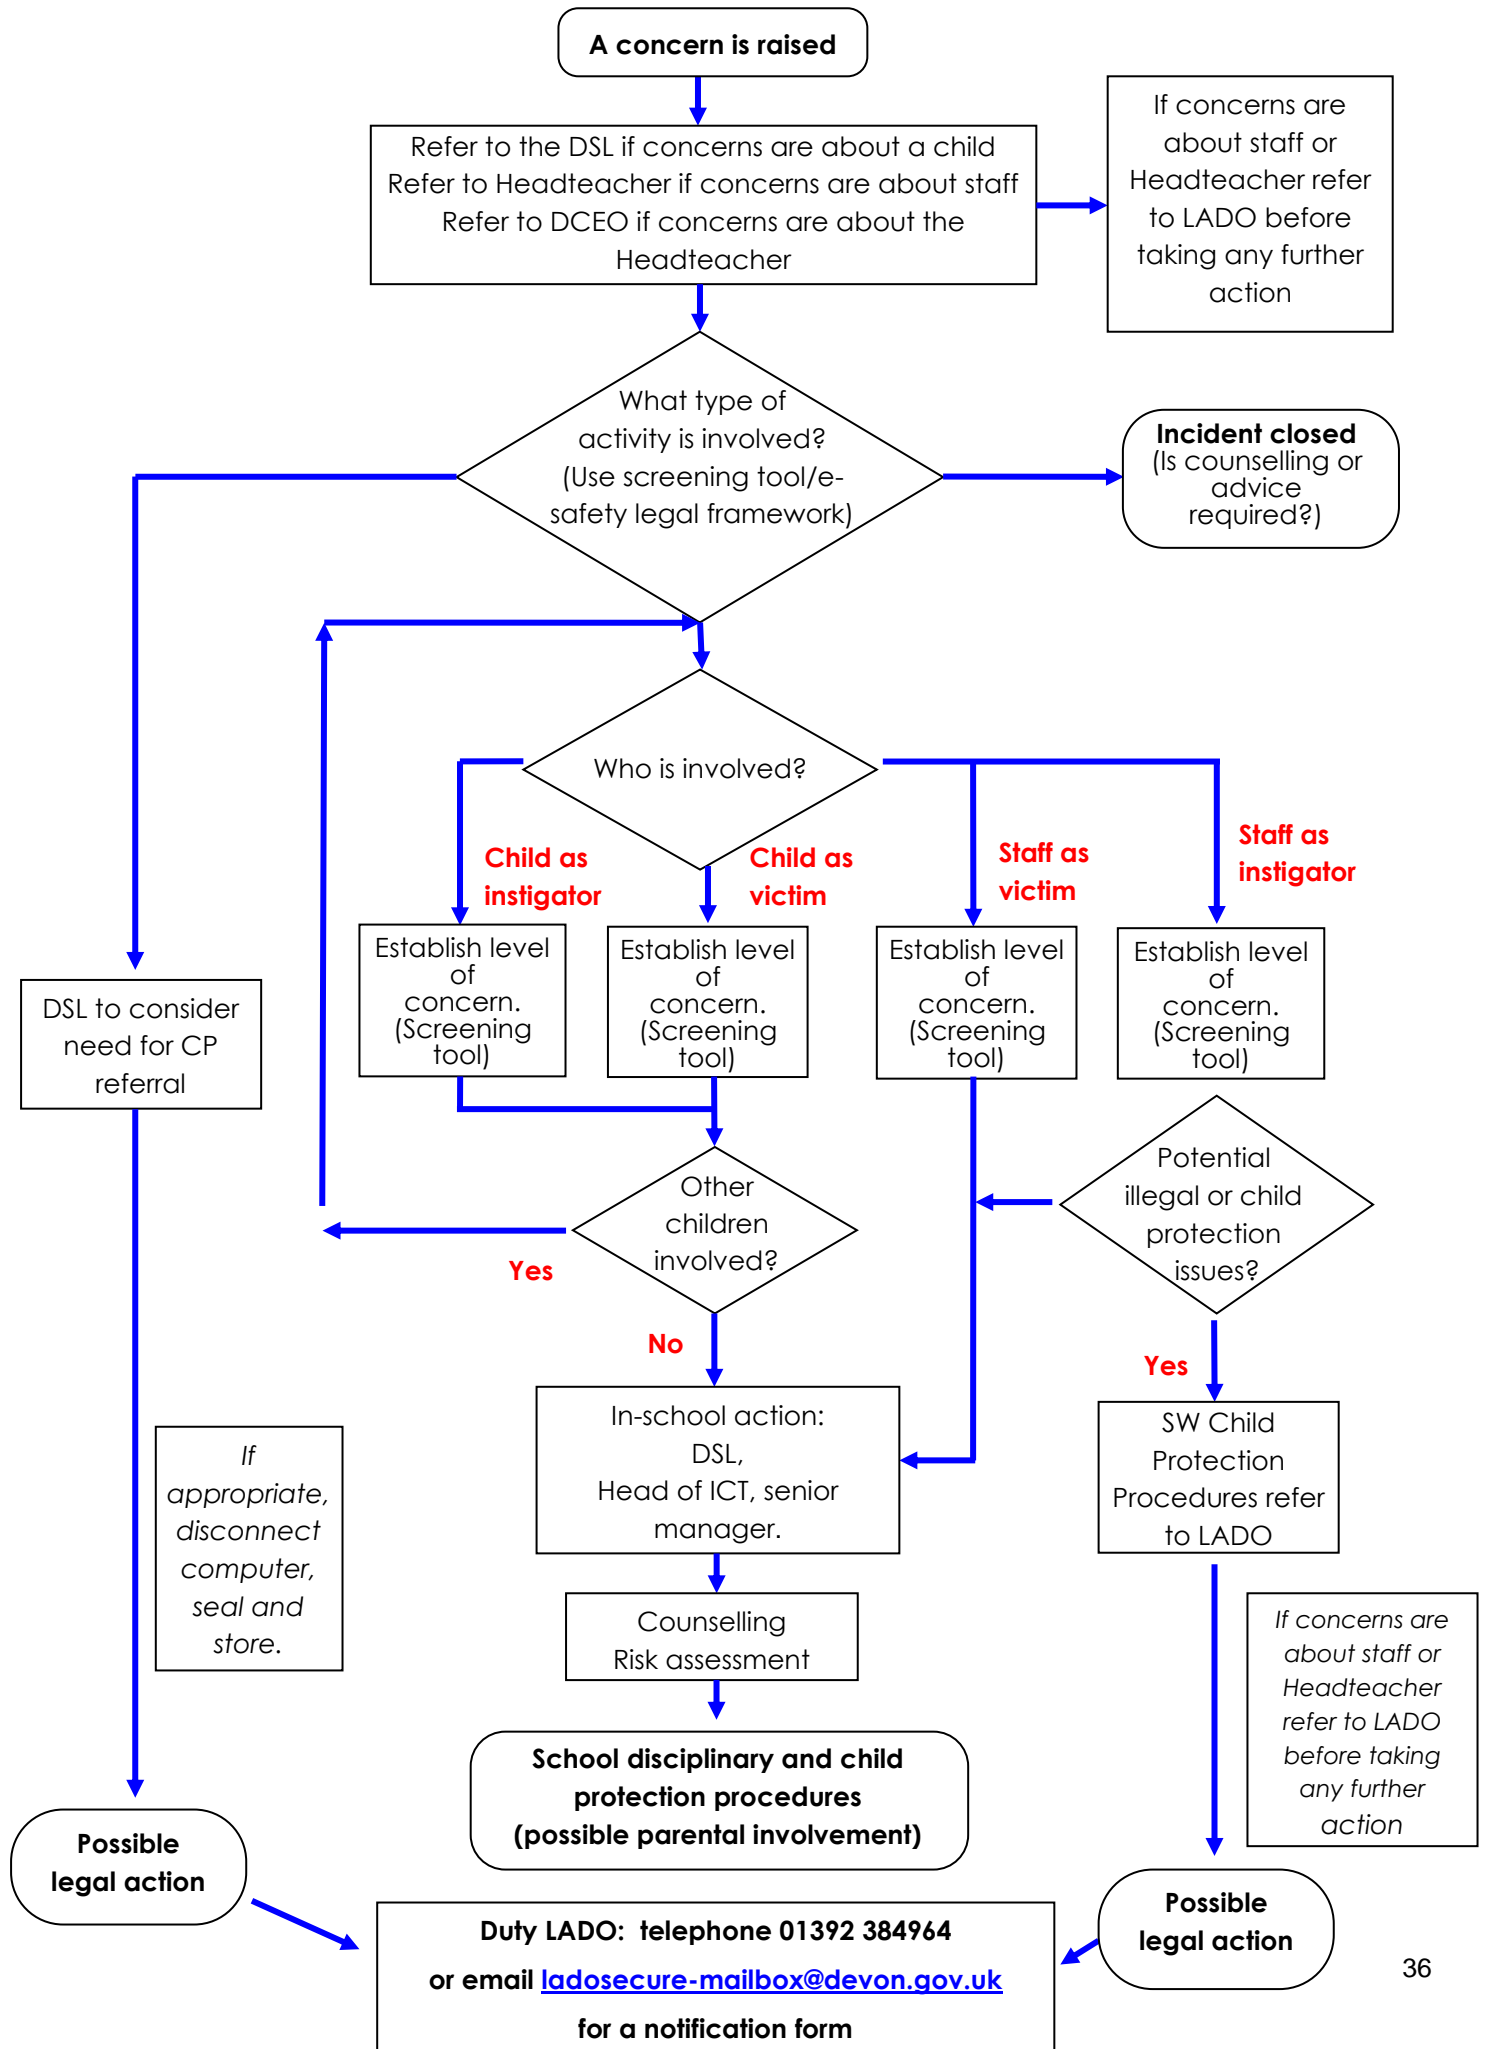 A concern is raised
Refer to the DSL if concerns are about a child
Refer to Headteacher if concerns are about staff
Refer to DCEO if concerns are about the
Headteacher
If concerns are
about staff or
Headteacher refer
to LADO before
taking any further
action
What type of
activity is involved?
(Use screening tool/e-
safety legal framework)
Incident closed
(Is counselling or
advice
required?)
Who is involved?
Child as
instigator
Child as
victim
Staff as
victim
Staff as
instigator
Establish level
of
concern.
(Screening
tool)
Establish level
of
concern.
(Screening
tool)
Establish level
of
concern.
(Screening
tool)
Establish level
of
concern.
(Screening
tool)
DSL to consider
need for CP
referral
Other
children
involved?
Yes
No
Potential
illegal or child
protection
issues?
Yes
In-school action:
DSL,
Head of ICT, senior
manager.
SW Child
Protection
Procedures refer
to LADO
If
appropriate,
disconnect
computer,
seal and
store.
Counselling
Risk assessment
If concerns are
about staff or
Headteacher
refer to LADO
before taking
any further
action
School disciplinary and child
protection procedures
(possible parental involvement)
Possible
legal action
Possible
legal action
Duty LADO: telephone 01392 384964
or email ladosecure-mailbox@devon.gov.uk
for a notification form
36